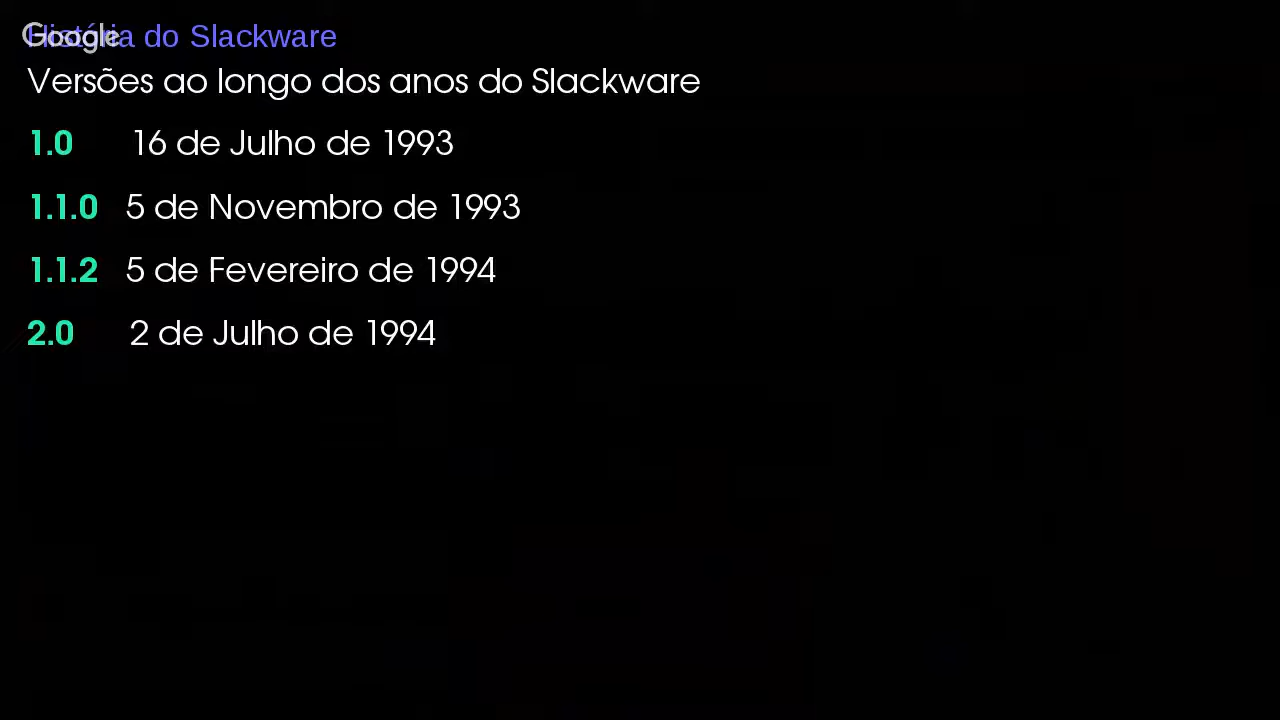 Google
História do Slackware
Versões ao longo dos anos do Slackware
1.0 16 de Julho de 1993
1.1.0 5 de Novembro de 1993
1.1.2 5 de Fevereiro de 1994
2.0 2 de Julho de 1994